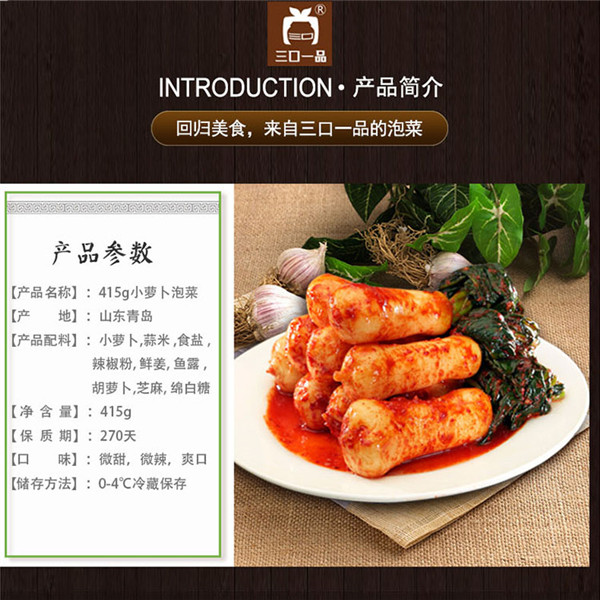 三口一品
®
INTRODUCTION·产品简介
回归美食，来自三口一品的泡菜
产品参数
【产品名称】：415g小萝卜泡菜
【产 地】：山东青岛
【产品配料】：小萝卜,蒜米,食盐,
辣椒粉,鲜姜,鱼露,
胡萝卜,芝麻,绵白糖
【净 含 量】：415g
【保 质 期】：270天
【口 味】：微甜，微辣，爽口
【储存方法】：0-4℃冷藏保存